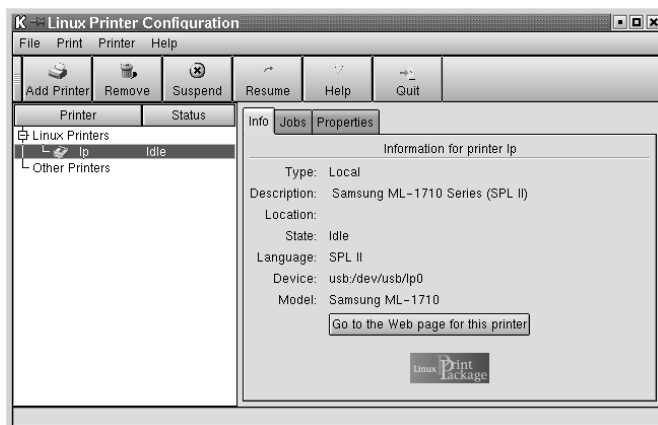 Linux Printer Configuration
File Print Printer Help
Add Printer Remove Suspend Resume Help Quit
Printer Status
Linux Printers
lp Idle
Other Printers
Info Jobs Properties
Information for printer lp
Type: Local
Description: Samsung ML-1710 Series (SPL II)
Location:
State: Idle
Language: SPL II
Device: usb:/dev/usb/lp0
Model: Samsung ML-1710
Go to the Web page for this printer
Linux Print Package